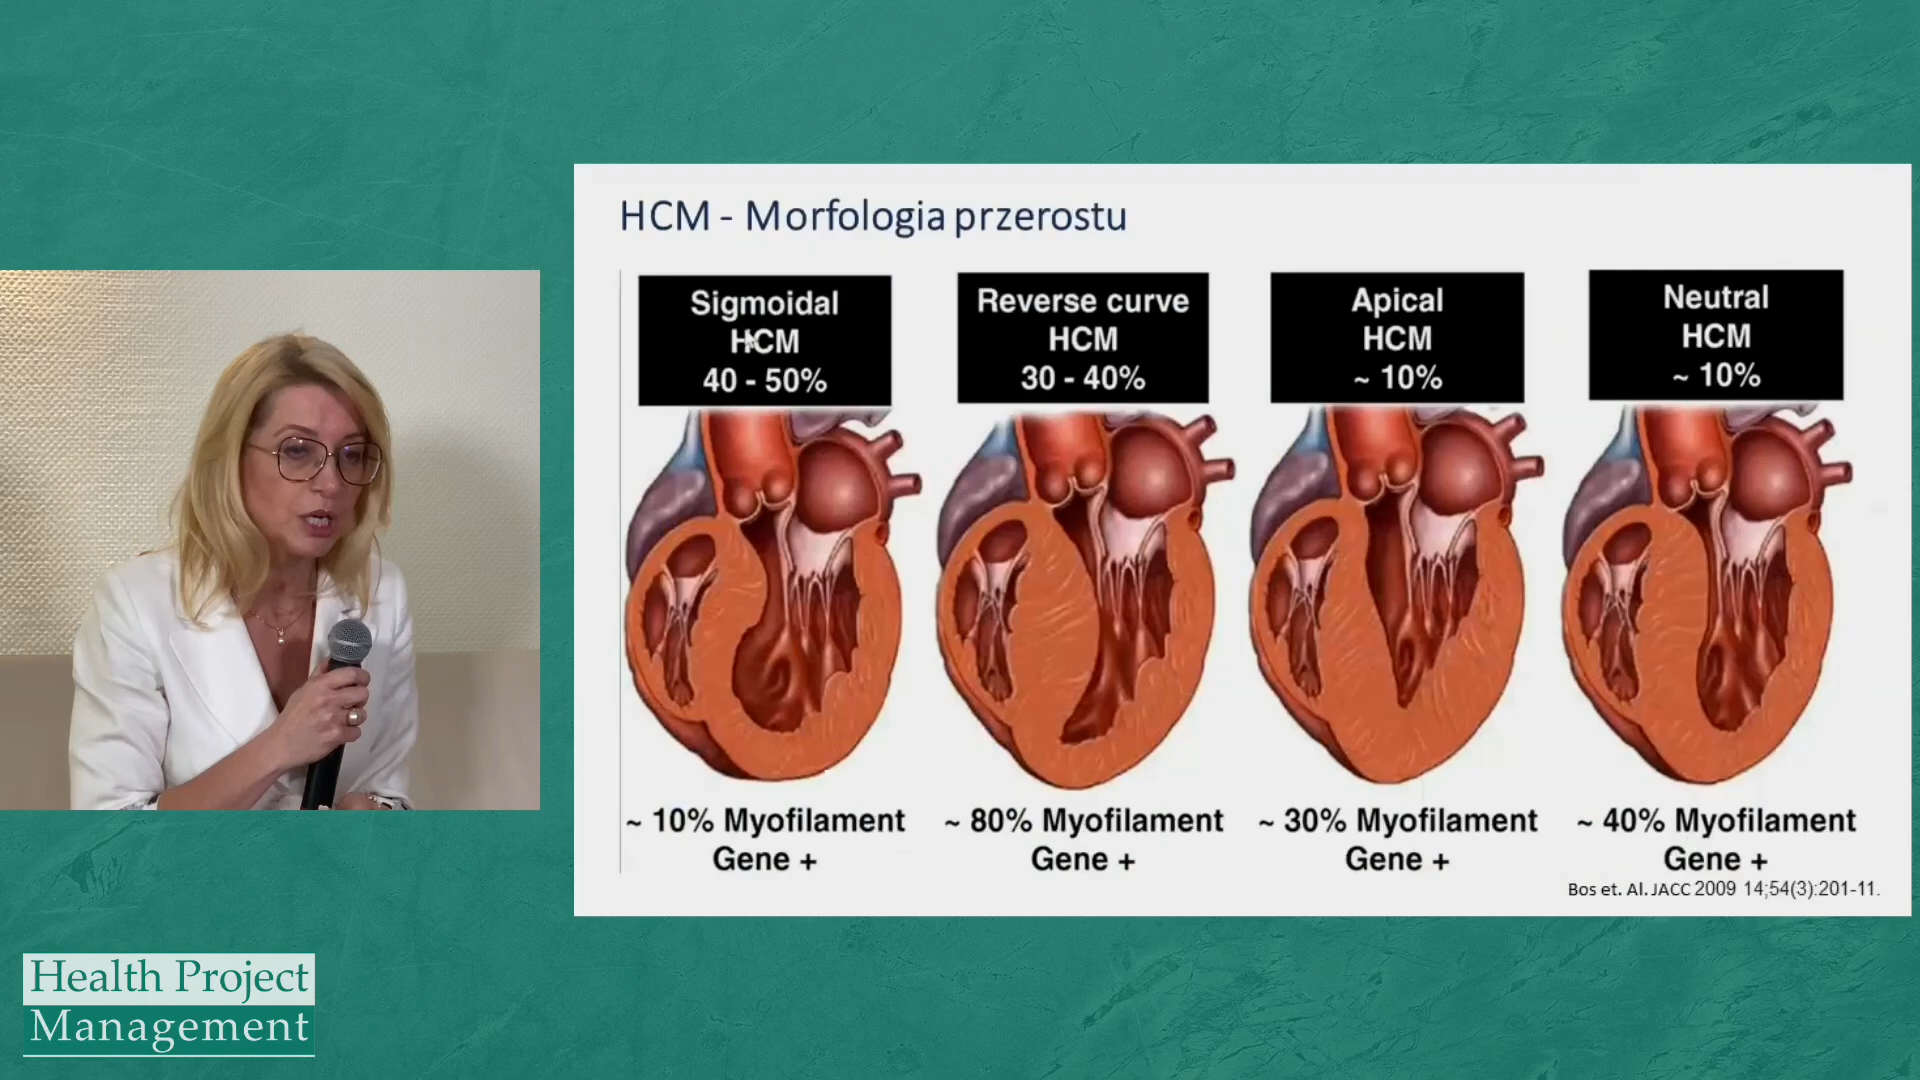 HCM - Morfologia przerostu
Sigmoidal
HCM
40 - 50%
Reverse curve
HCM
30 - 40%
Apical
HCM
~ 10%
Neutral
HCM
~ 10%
~ 10% Myofilament
Gene +
~ 80% Myofilament
Gene +
~ 30% Myofilament
Gene +
~ 40% Myofilament
Gene +
Bos et. Al. JACC 2009 14;54(3):201-11.
Health Project
Management